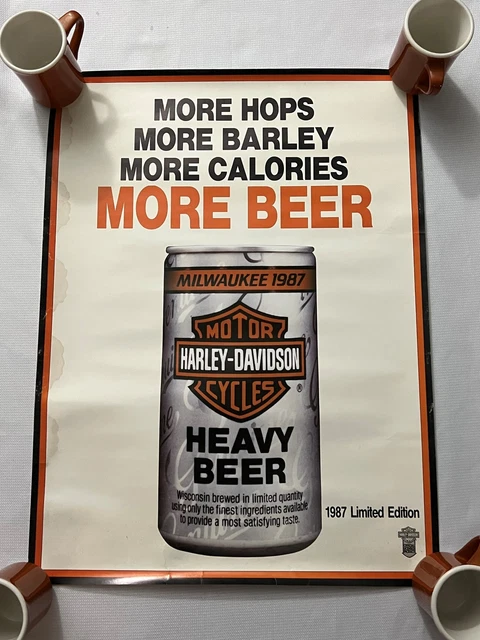 MORE HOPS
MORE BARLEY
MORE CALORIES
MORE BEER
MILWAUKEE 1987
MOTOR
HARLEY-DAVIDSON
CYCLES
®
HEAVY
BEER
Wisconsin brewed in limited quantity
using only the finest ingredients available
to provide a most satisfying taste.
1987 Limited Edition